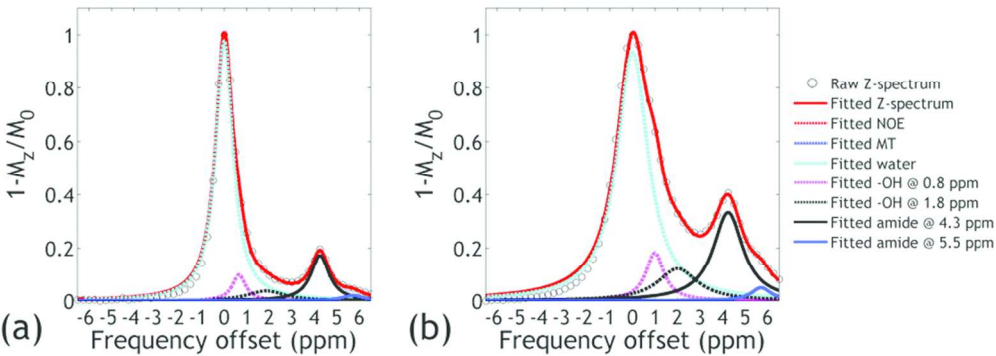 1
0.8
0.6
0.4
0.2
0
1-Mz/M0
-6 -5 -4 -3 -2 -1 0 1 2 3 4 5 6
Frequency offset (ppm)
(a)
1
0.8
0.6
0.4
0.2
0
1-Mz/M0
-6 -5 -4 -3 -2 -1 0 1 2 3 4 5 6
Frequency offset (ppm)
(b)
Raw Z-spectrum
Fitted Z-spectrum
Fitted NOE
Fitted MT
Fitted water
Fitted -OH @ 0.8 ppm
Fitted -OH @ 1.8 ppm
Fitted amide @ 4.3 ppm
Fitted amide @ 5.5 ppm